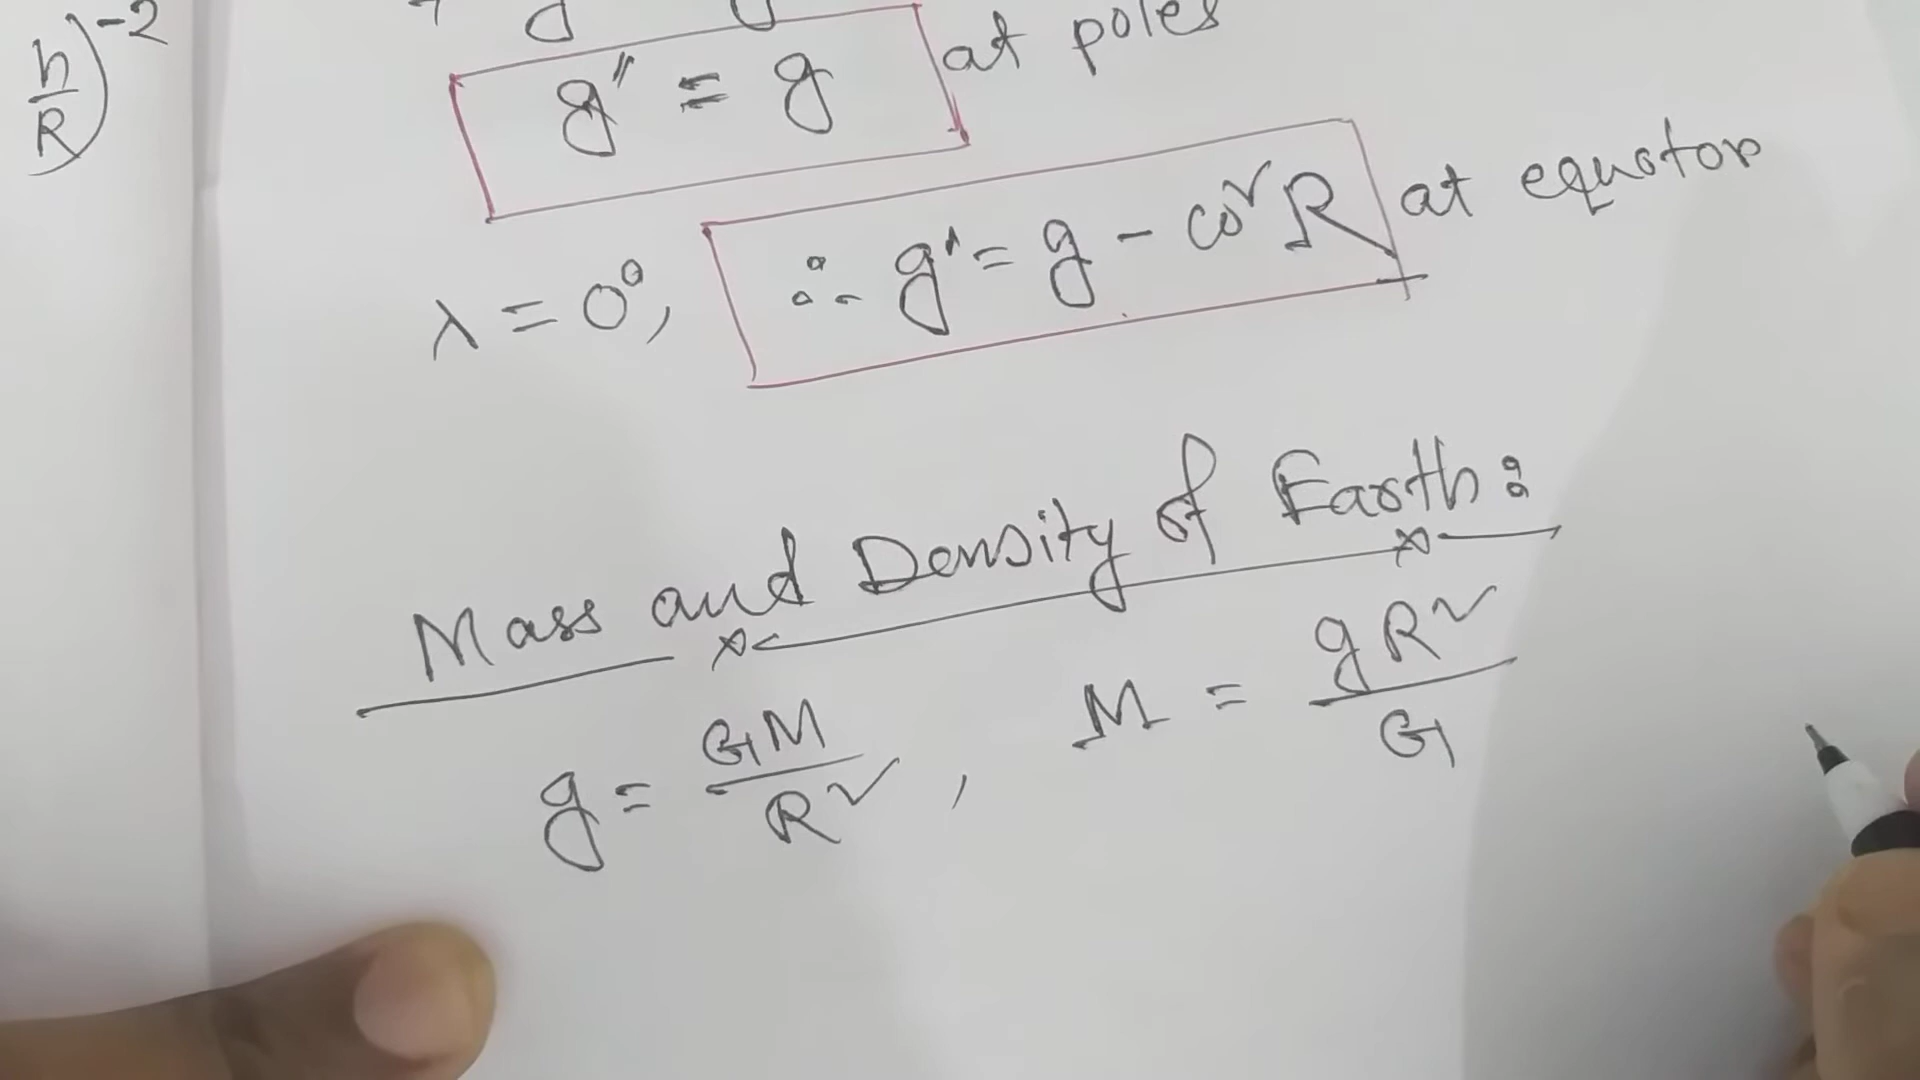 (h/R)^-2
g'' = g at poles
λ = 0°, ∴ g' = g - ω²R at equator
Mass and Density of Earth:
g = GM/R², M = gR²/G